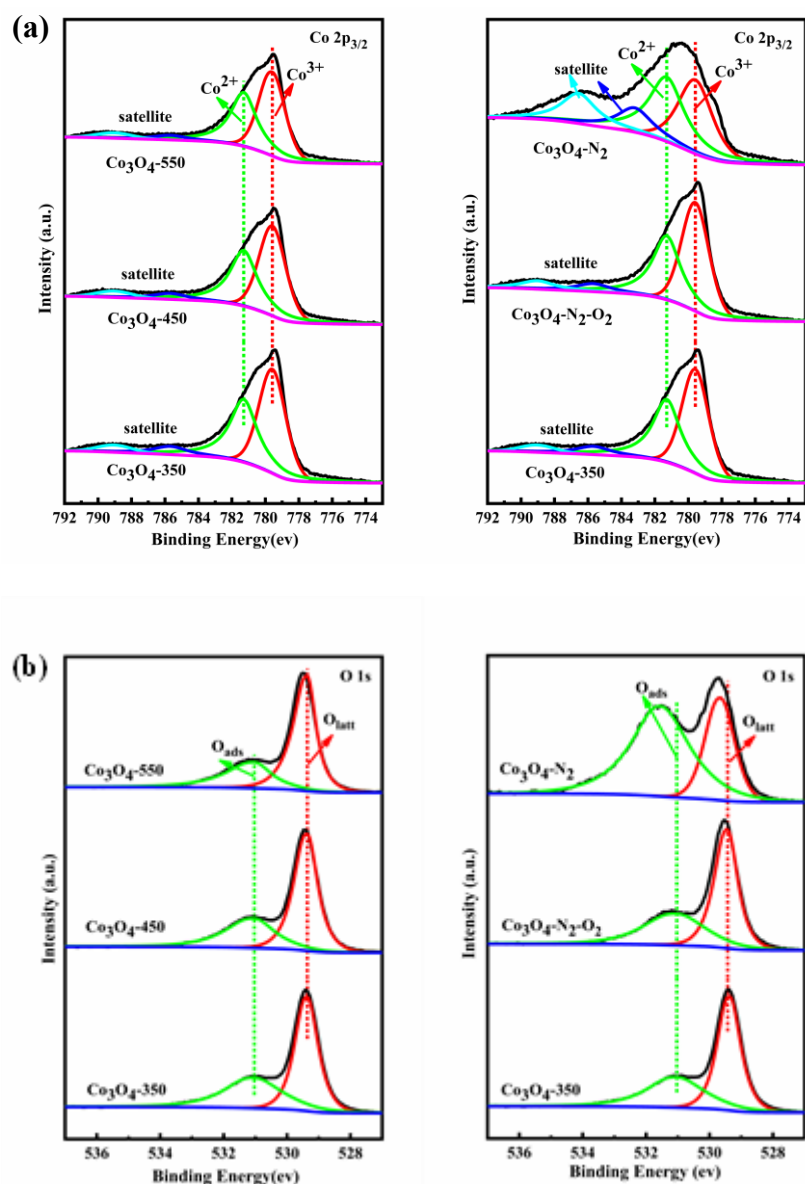 (a)
Co 2p3/2
Co2+
Co3+
satellite
Co3O4-550
satellite
Co3O4-450
satellite
Co3O4-350
Intensity (a.u.)
792 790 788 786 784 782 780 778 776 774
Binding Energy(ev)
Co 2p3/2
Co2+
satellite
Co3+
Co3O4-N2
satellite
Co3O4-N2-O2
satellite
Co3O4-350
Intensity (a.u.)
792 790 788 786 784 782 780 778 776 774
Binding Energy(ev)
(b)
O 1s
Oads
Olatt
Co3O4-550
Co3O4-450
Co3O4-350
Intensity (a.u.)
536 534 532 530 528
Binding Energy(ev)
O 1s
Oads
Olatt
Co3O4-N2
Co3O4-N2-O2
Co3O4-350
Intensity (a.u.)
536 534 532 530 528
Binding Energy (ev)